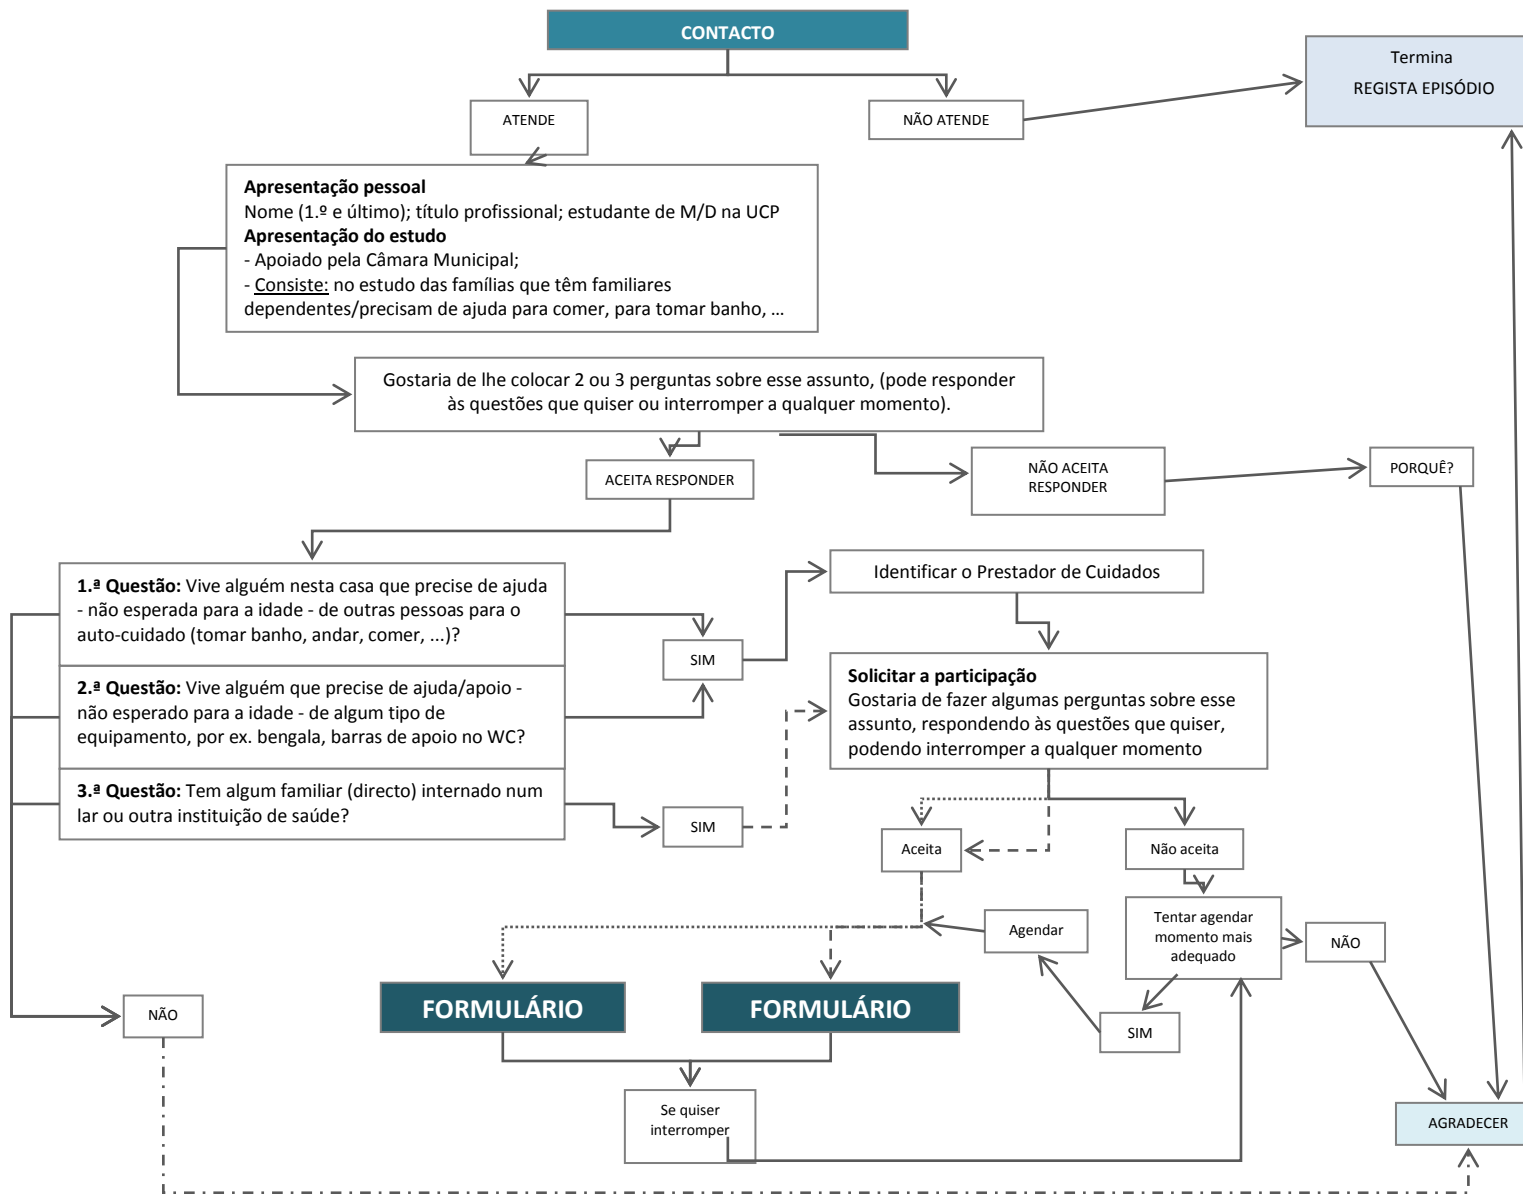 CONTACTO
Termina
REGISTA EPISÓDIO
ATENDE
NÃO ATENDE
Apresentação pessoal
Nome (1.º e último); título profissional; estudante de M/D na UCP
Apresentação do estudo
- Apoiado pela Câmara Municipal;
- Consiste: no estudo das famílias que têm familiares
dependentes/precisam de ajuda para comer, para tomar banho, ...
Gostaria de lhe colocar 2 ou 3 perguntas sobre esse assunto, (pode responder
às questões que quiser ou interromper a qualquer momento).
ACEITA RESPONDER
NÃO ACEITA
RESPONDER
PORQUÊ?
1.ª Questão: Vive alguém nesta casa que precise de ajuda
- não esperada para a idade - de outras pessoas para o
auto-cuidado (tomar banho, andar, comer, ...)?
2.ª Questão: Vive alguém que precise de ajuda/apoio -
não esperado para a idade - de algum tipo de
equipamento, por ex. bengala, barras de apoio no WC?
3.ª Questão: Tem algum familiar (directo) internado num
lar ou outra instituição de saúde?
SIM
SIM
Identificar o Prestador de Cuidados
Solicitar a participação
Gostaria de fazer algumas perguntas sobre esse
assunto, respondendo às questões que quiser,
podendo interromper a qualquer momento
Aceita
Não aceita
Agendar
Tentar agendar
momento mais
adequado
NÃO
SIM
NÃO
FORMULÁRIO
FORMULÁRIO
Se quiser
interromper
AGRADECER